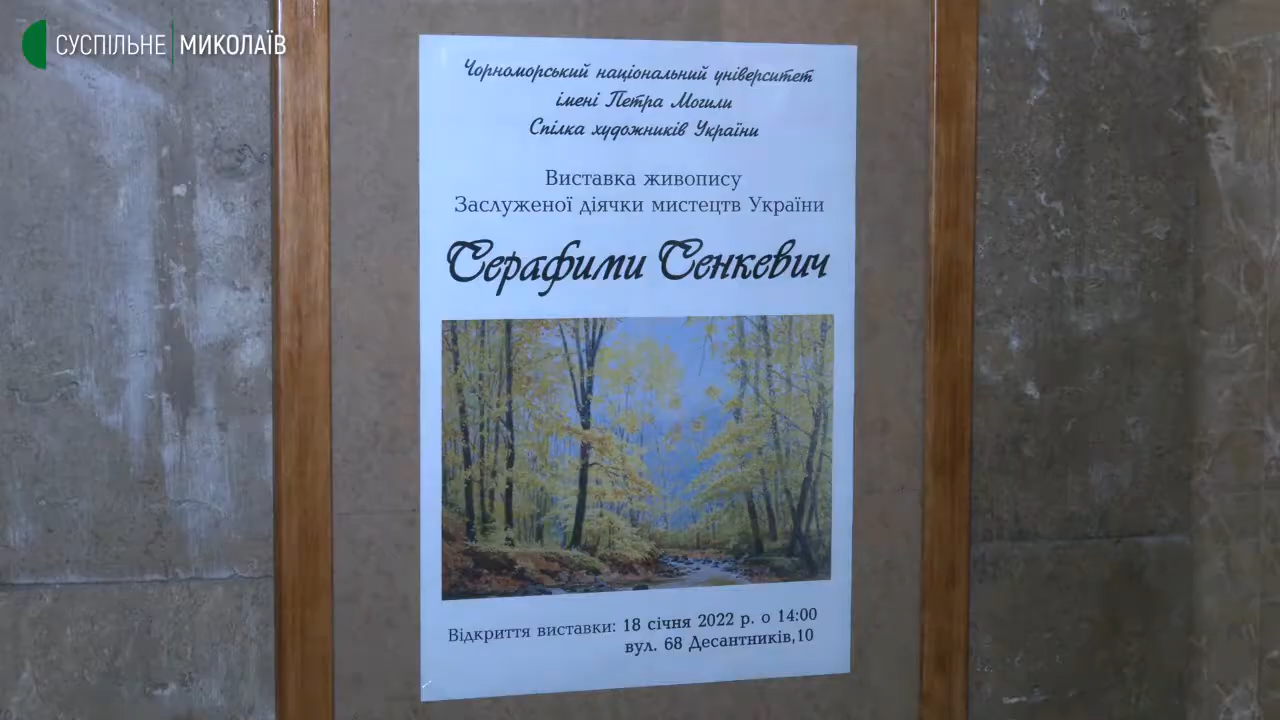 СУСПІЛЬНЕ МИКОЛАЇВ
Чорноморський національний університет
імені Петра Могили
Спілка художників України
Виставка живопису
Заслуженої діячки мистецтв України
Серафими Сенкевич
Відкриття виставки: 18 січня 2022 р. о 14:00
вул. 68 Десантників,10